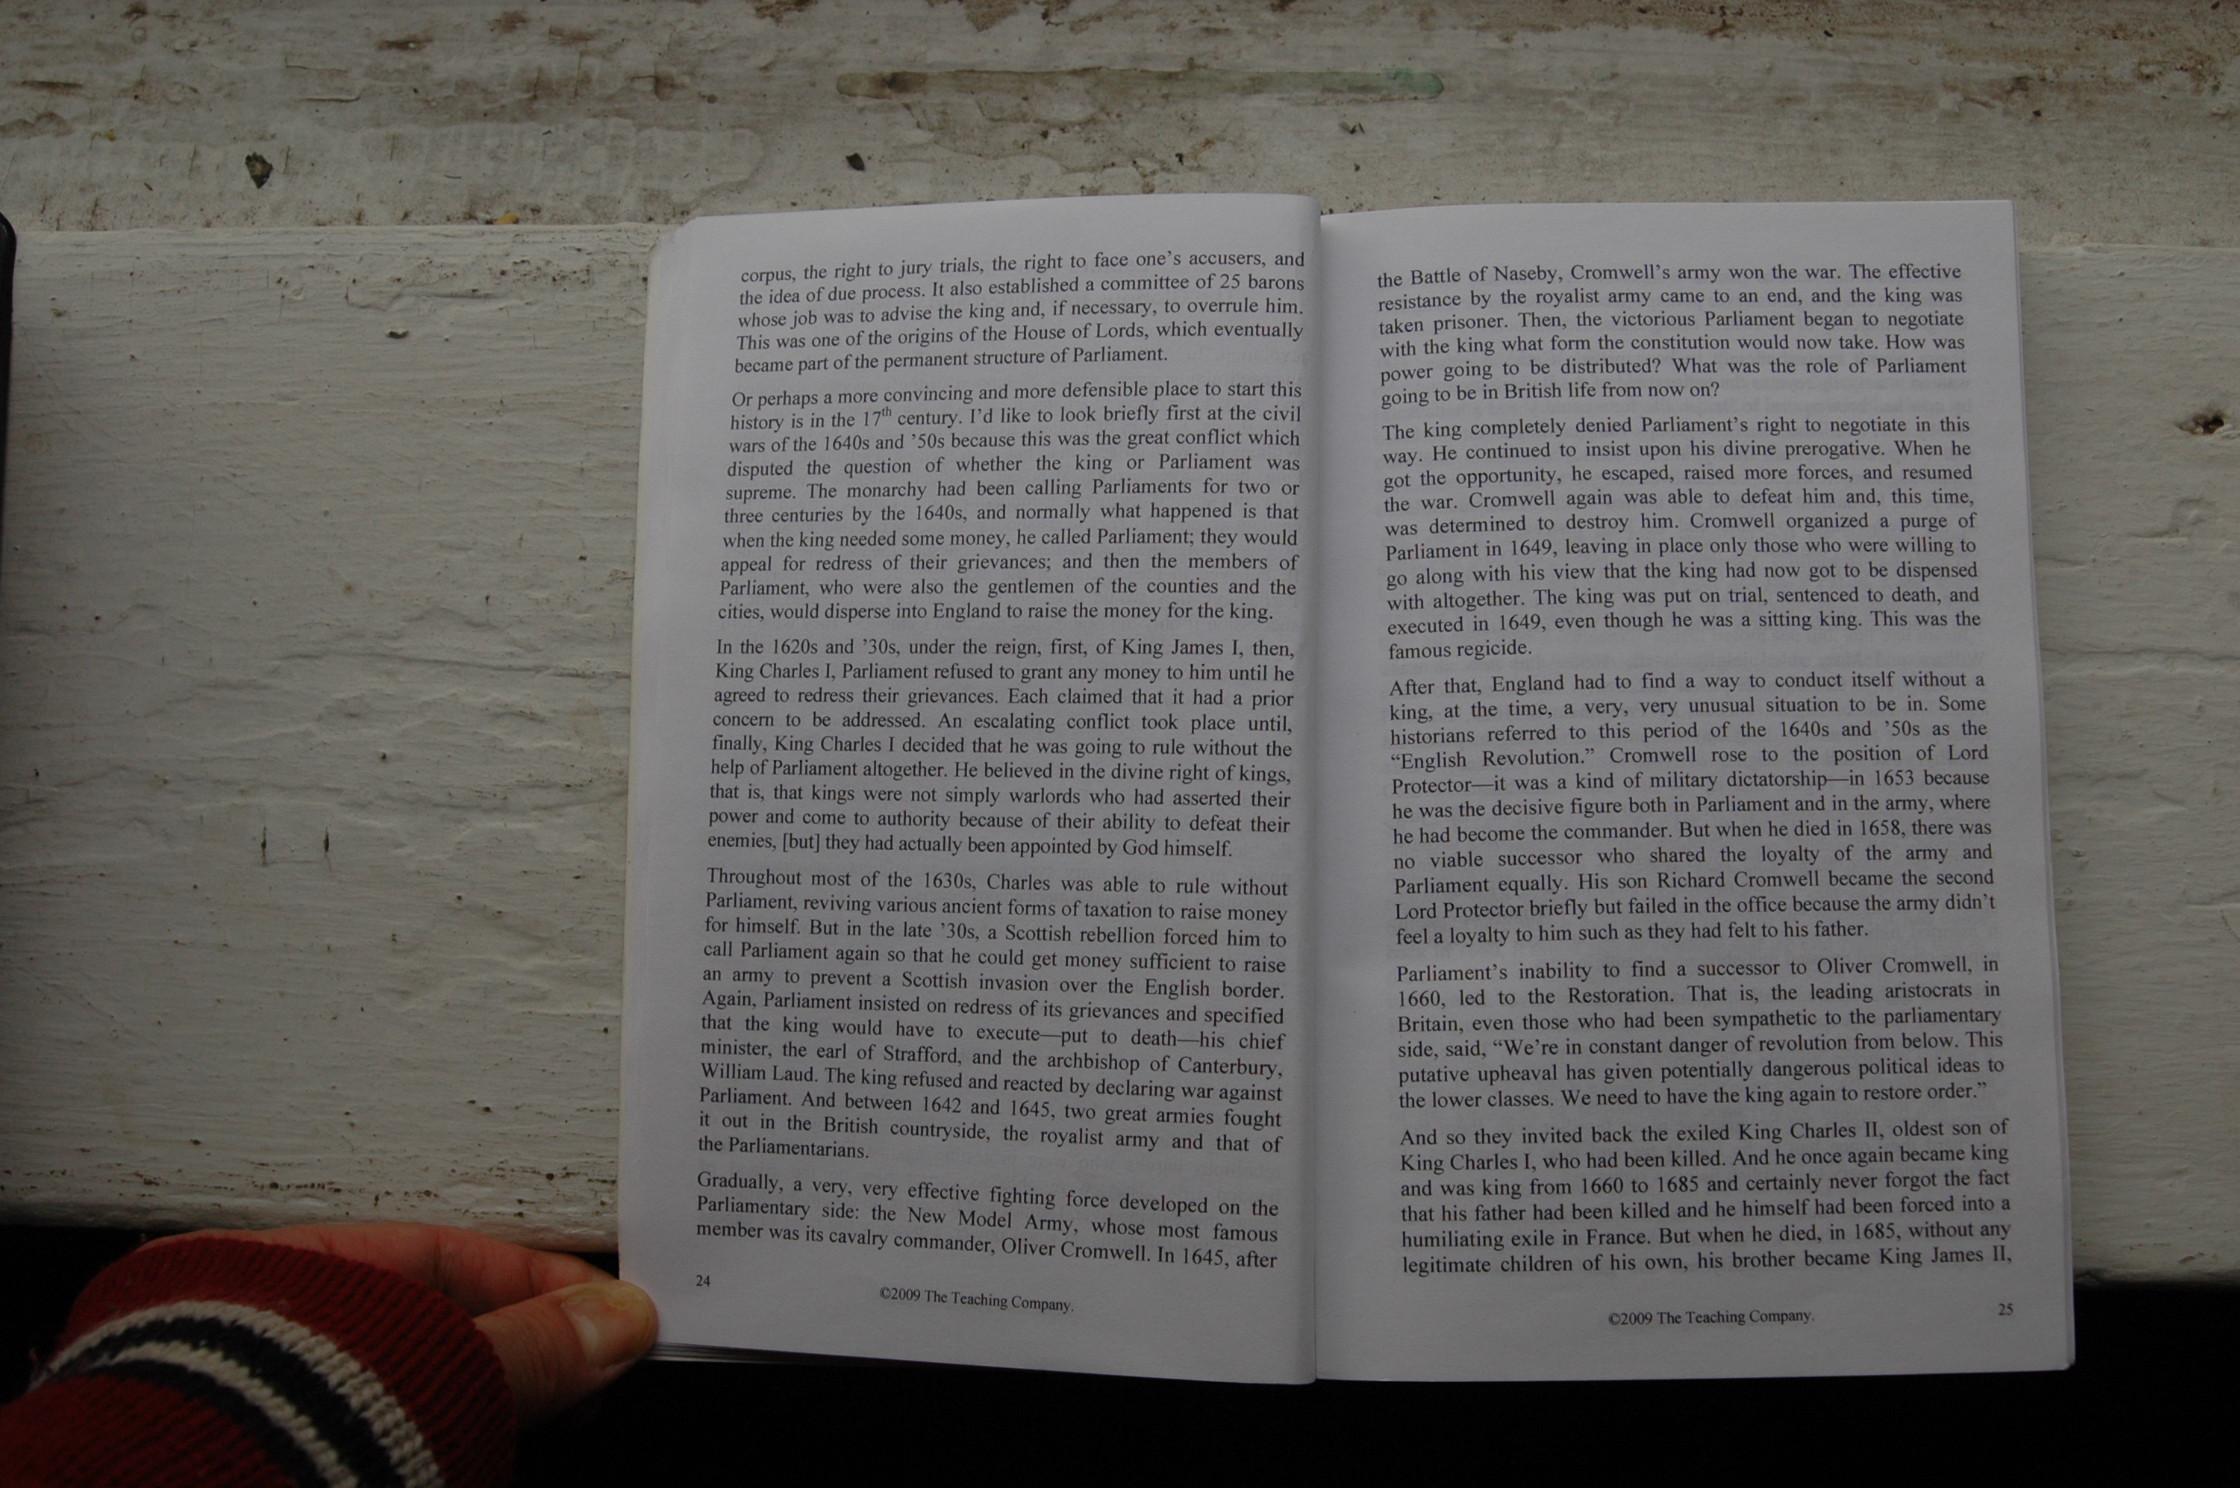 corpus, the right to jury trials, the right to face one's accusers, and
the idea of due process. It also established a committee of 25 barons
whose job was to advise the king and, if necessary, to overrule him.
This was one of the origins of the House of Lords, which eventually
became part of the permanent structure of Parliament.
Or perhaps a more convincing and more defensible place to start this
history is in the 17th century. I'd like to look briefly first at the civil
wars of the 1640s and '50s because this was the great conflict which
disputed the question of whether the king or Parliament was
supreme. The monarchy had been calling Parliaments for two or
three centuries by the 1640s, and normally what happened is that
when the king needed some money, he called Parliament; they would
appeal for redress of their grievances; and then the members of
Parliament, who were also the gentlemen of the counties and the
cities, would disperse into England to raise the money for the king.
In the 1620s and '30s, under the reign, first, of King James I, then,
King Charles I, Parliament refused to grant any money to him until he
agreed to redress their grievances. Each claimed that it had a prior
concern to be addressed. An escalating conflict took place until,
finally, King Charles I decided that he was going to rule without the
help of Parliament altogether. He believed in the divine right of kings,
that is, that kings were not simply warlords who had asserted their
power and come to authority because of their ability to defeat their
enemies, [but] they had actually been appointed by God himself.
Throughout most of the 1630s, Charles was able to rule without
Parliament, reviving various ancient forms of taxation to raise money
for himself. But in the late '30s, a Scottish rebellion forced him to
call Parliament again so that he could get money sufficient to raise
an army to prevent a Scottish invasion over the English border.
Again, Parliament insisted on redress of its grievances and specified
that the king would have to execute—put to death—his chief
minister, the earl of Strafford, and the archbishop of Canterbury,
William Laud. The king refused and reacted by declaring war against
Parliament. And between 1642 and 1645, two great armies fought
it out in the British countryside, the royalist army and that of
the Parliamentarians.
Gradually, a very, very effective fighting force developed on the
Parliamentary side: the New Model Army, whose most famous
member was its cavalry commander, Oliver Cromwell. In 1645, after
24
©2009 The Teaching Company.
the Battle of Naseby, Cromwell's army won the war. The effective
resistance by the royalist army came to an end, and the king was
taken prisoner. Then, the victorious Parliament began to negotiate
with the king what form the constitution would now take. How was
power going to be distributed? What was the role of Parliament
going to be in British life from now on?
The king completely denied Parliament's right to negotiate in this
way. He continued to insist upon his divine prerogative. When he
got the opportunity, he escaped, raised more forces, and resumed
the war. Cromwell again was able to defeat him and, this time,
was determined to destroy him. Cromwell organized a purge of
Parliament in 1649, leaving in place only those who were willing to
go along with his view that the king had now got to be dispensed
with altogether. The king was put on trial, sentenced to death, and
executed in 1649, even though he was a sitting king. This was the
famous regicide.
After that, England had to find a way to conduct itself without a
king, at the time, a very, very unusual situation to be in. Some
historians referred to this period of the 1640s and '50s as the
“English Revolution.” Cromwell rose to the position of Lord
Protector—it was a kind of military dictatorship—in 1653 because
he was the decisive figure both in Parliament and in the army, where
he had become the commander. But when he died in 1658, there was
no viable successor who shared the loyalty of the army and
Parliament equally. His son Richard Cromwell became the second
Lord Protector briefly but failed in the office because the army didn't
feel a loyalty to him such as they had felt to his father.
Parliament's inability to find a successor to Oliver Cromwell, in
1660, led to the Restoration. That is, the leading aristocrats in
Britain, even those who had been sympathetic to the parliamentary
side, said, “We're in constant danger of revolution from below. This
putative upheaval has given potentially dangerous political ideas to
the lower classes. We need to have the king again to restore order.”
And so they invited back the exiled King Charles II, oldest son of
King Charles I, who had been killed. And he once again became king
and was king from 1660 to 1685 and certainly never forgot the fact
that his father had been killed and he himself had been forced into a
humiliating exile in France. But when he died, in 1685, without any
legitimate children of his own, his brother became King James II,
©2009 The Teaching Company.
25